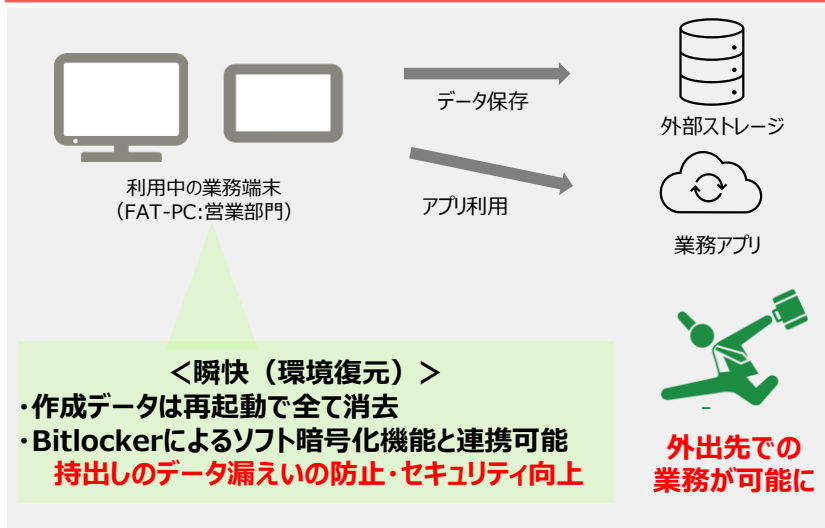 データ保存
外部ストレージ
利用中の業務端末
（FAT-PC:営業部門）
アプリ利用
業務アプリ
＜瞬快（環境復元）＞
・作成データは再起動で全て消去
・Bitlockerによるソフト暗号化機能と連携可能
持出しのデータ漏えいの防止・セキュリティ向上
外出先での
業務が可能に